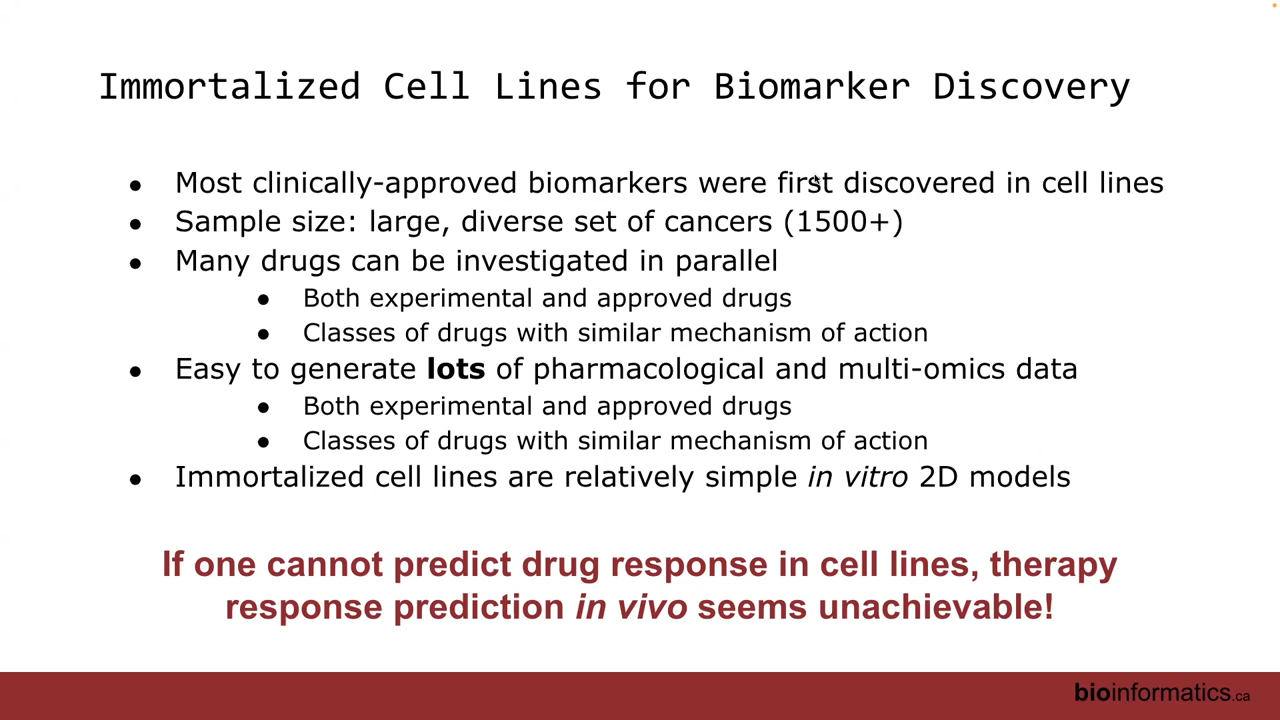 Immortalized Cell Lines for Biomarker Discovery
● Most clinically-approved biomarkers were first discovered in cell lines
● Sample size: large, diverse set of cancers (1500+)
● Many drugs can be investigated in parallel
● Both experimental and approved drugs
● Classes of drugs with similar mechanism of action
● Easy to generate lots of pharmacological and multi-omics data
● Both experimental and approved drugs
● Classes of drugs with similar mechanism of action
● Immortalized cell lines are relatively simple in vitro 2D models
If one cannot predict drug response in cell lines, therapy
response prediction in vivo seems unachievable!
bioinformatics.ca